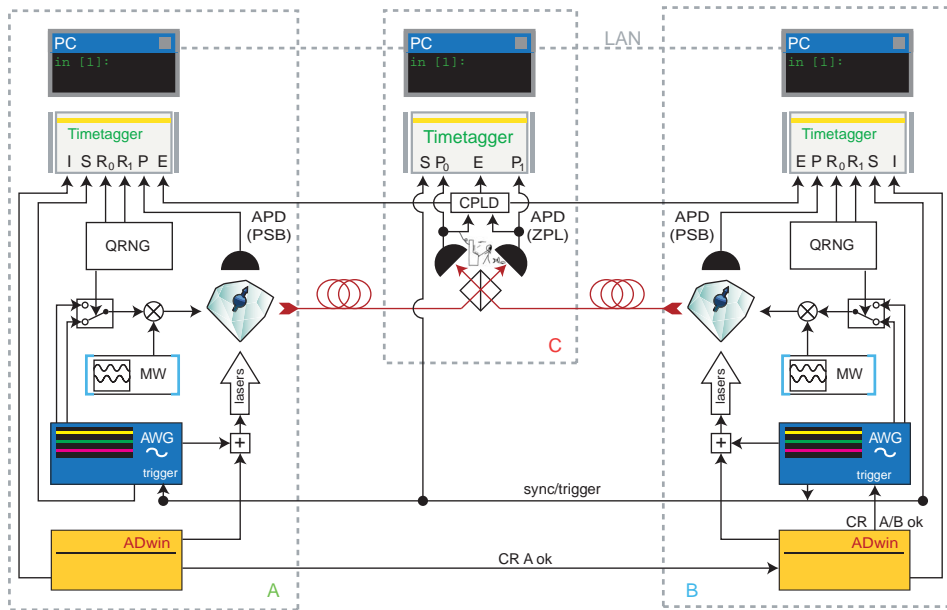 PC
LAN
PC
PC
in [1]:
in [1]:
in [1]:
Timetagger
Timetagger
Timetagger
I S R0 R1 P E
S P0 E P1
E P R0 R1 S I
CPLD
APD
(PSB)
APD
(ZPL)
APD
(PSB)
QRNG
QRNG
C
MW
MW
lasers
lasers
AWG
AWG
trigger
trigger
sync/trigger
CR A/B ok
ADwin
ADwin
CR A ok
A
B